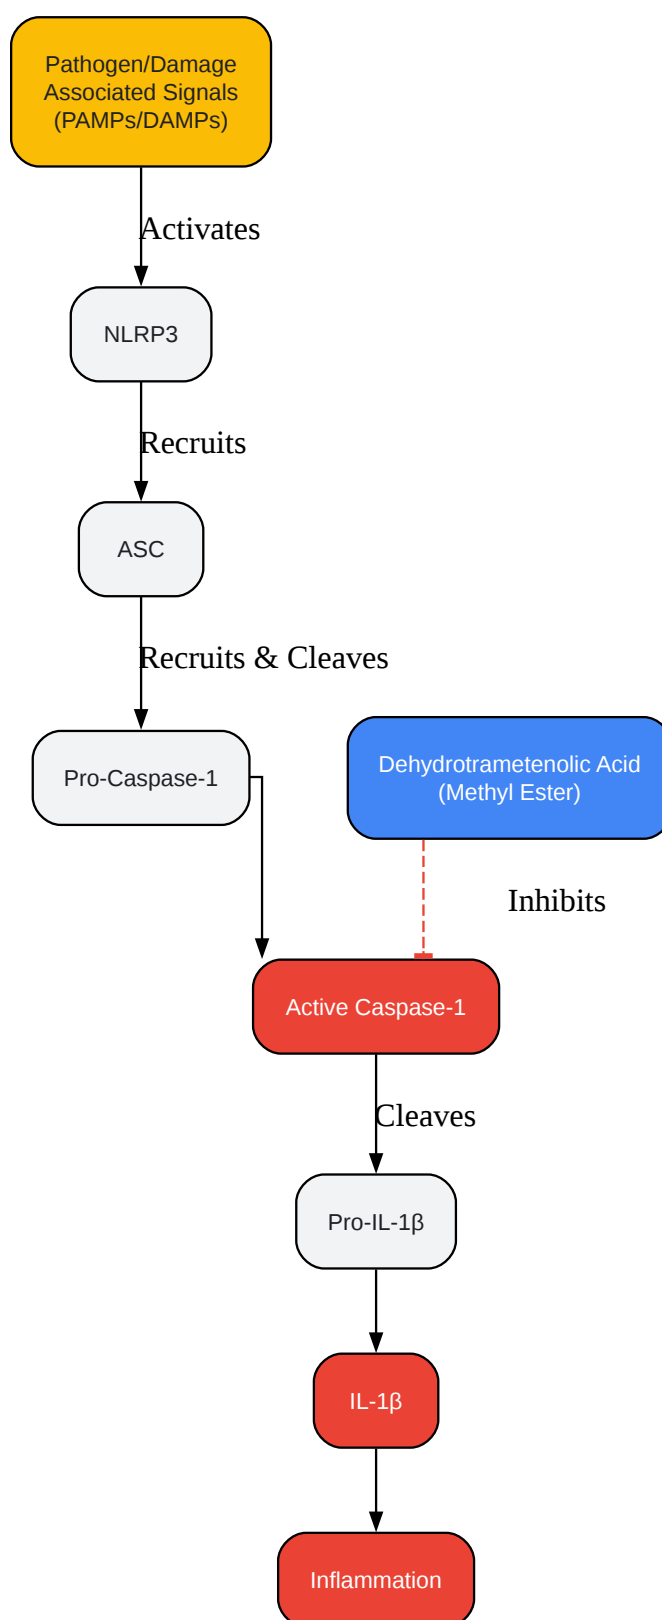 Pathogen/Damage
Associated Signals
(PAMPs/DAMPs)
Activates
NLRP3
Recruits
ASC
Recruits & Cleaves
Pro-Caspase-1
Dehydrotrametenolic Acid
(Methyl Ester)
Inhibits
Active Caspase-1
Cleaves
Pro-IL-1β
IL-1β
Inflammation